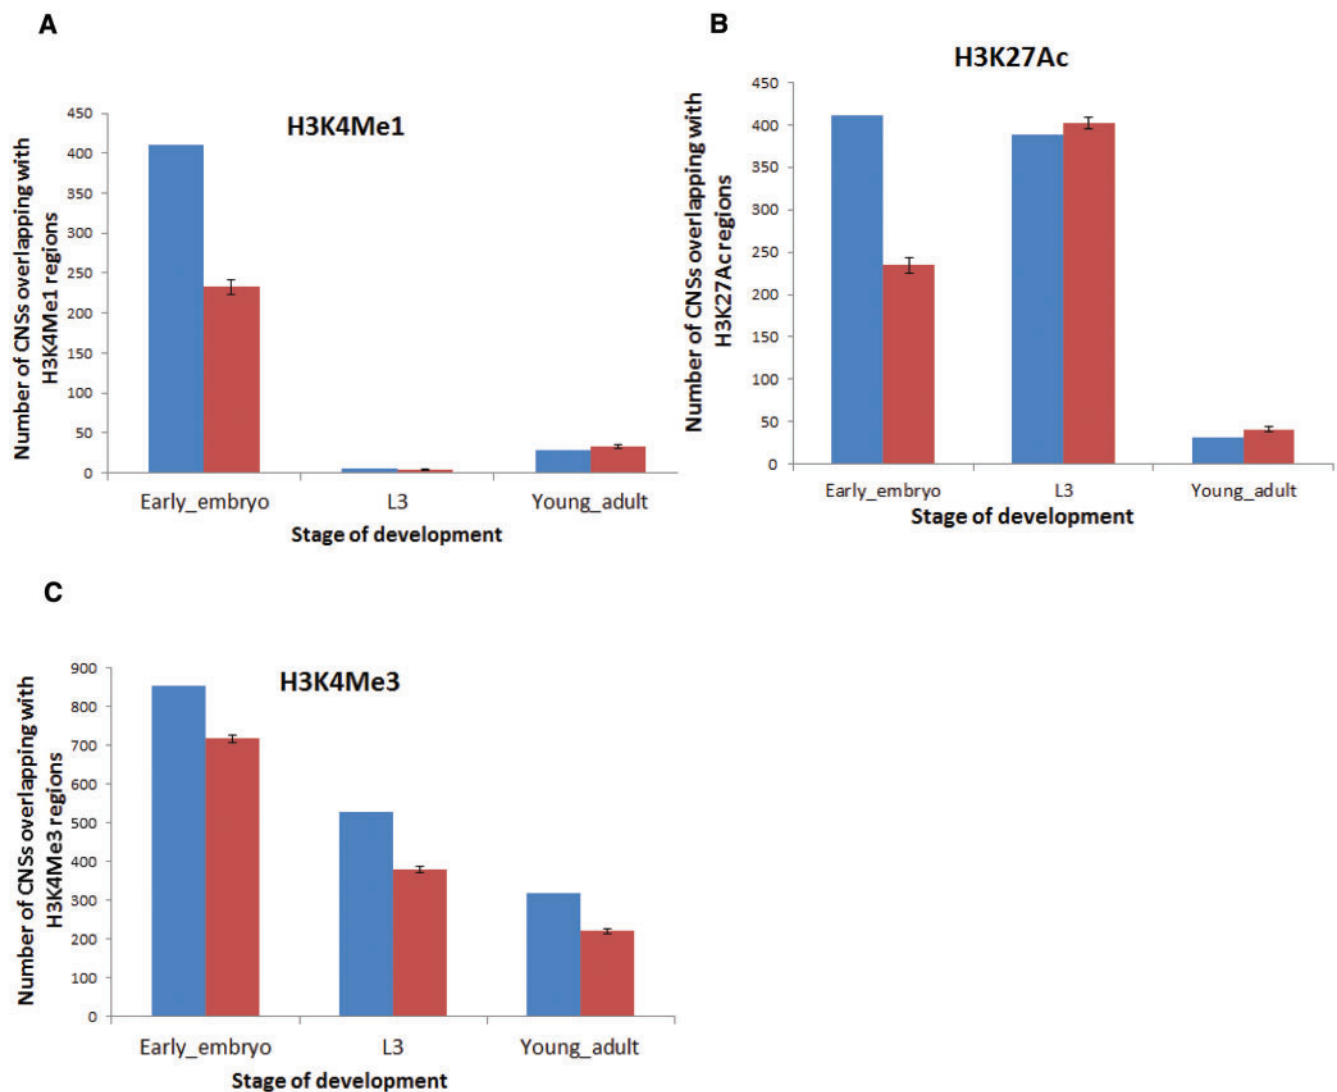 A
H3K4Me1
Number of CNSs overlapping with
H3K4Me1 regions
450
400
350
300
250
200
150
100
50
0
Early_embryo L3 Young_adult
Stage of development
B
H3K27Ac
Number of CNSs overlapping with
H3K27Ac regions
450
400
350
300
250
200
150
100
50
0
Early_embryo L3 Young_adult
Stage of development
C
H3K4Me3
Number of CNSs overlapping with
H3K4Me3 regions
900
800
700
600
500
400
300
200
100
0
Early_embryo L3 Young_adult
Stage of development